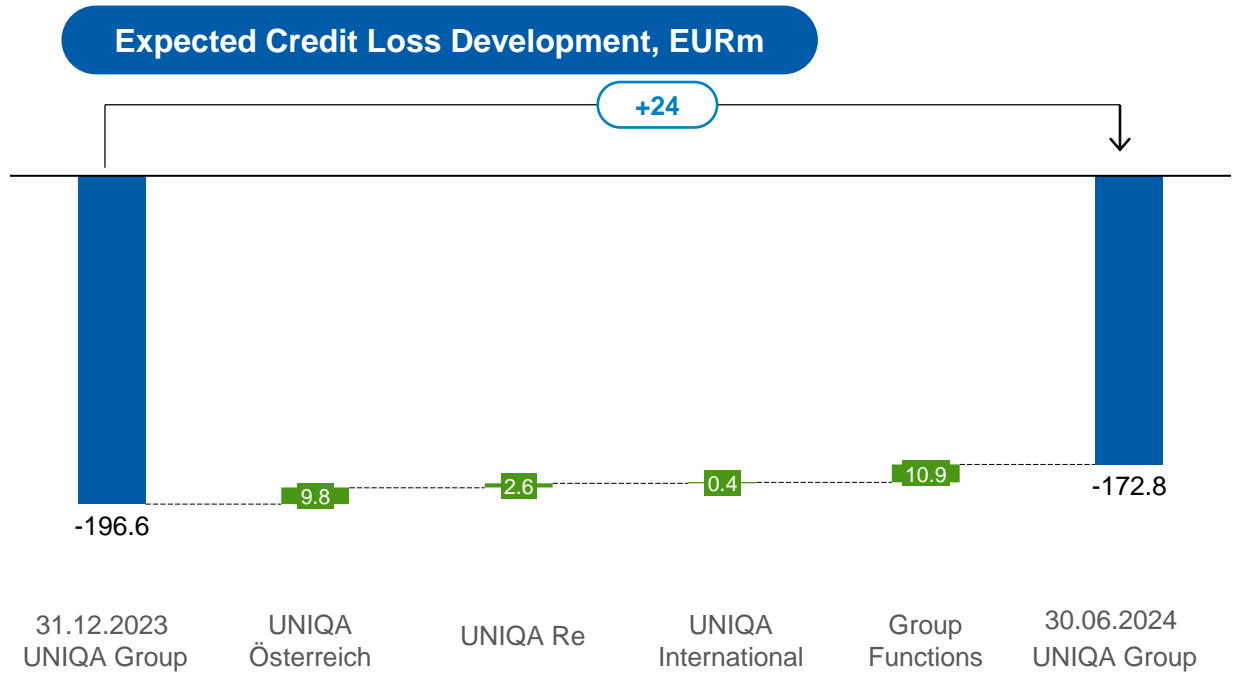 Expected Credit Loss Development, EURm
+24
-196.6
9.8
2.6
0.4
10.9
-172.8
31.12.2023
UNIQA Group
UNIQA
Österreich
UNIQA Re
UNIQA
International
Group
Functions
30.06.2024
UNIQA Group